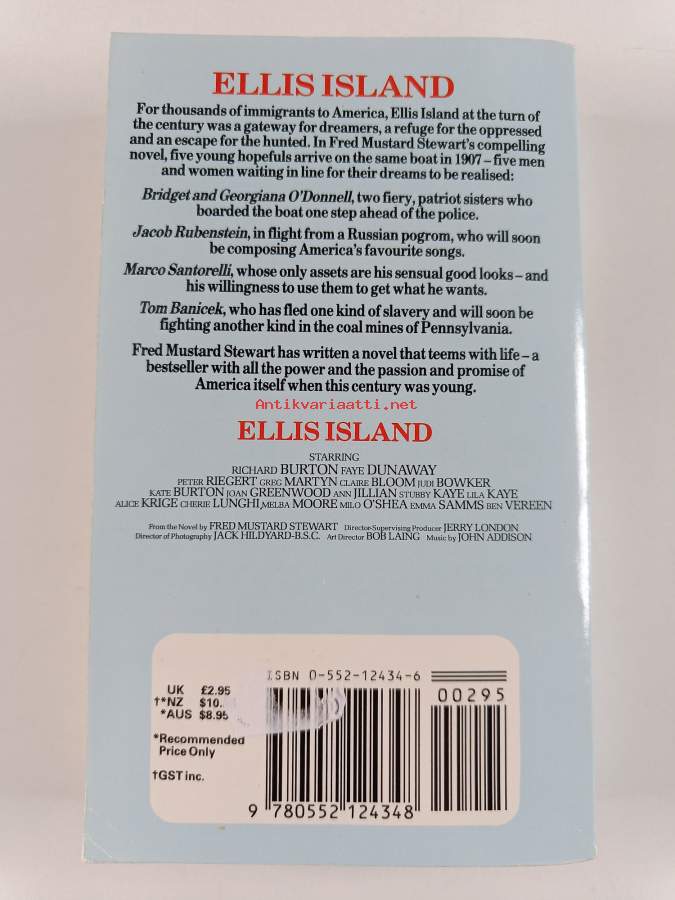 ELLIS ISLAND
For thousands of immigrants to America, Ellis Island at the turn of
the century was a gateway for dreamers, a refuge for the oppressed
and an escape for the hunted. In Fred Mustard Stewart's compelling
novel, five young hopefuls arrive on the same boat in 1907 – five men
and women waiting in line for their dreams to be realised:
Bridget and Georgiana O'Donnell, two fiery, patriot sisters who
boarded the boat one step ahead of the police.
Jacob Rubenstein, in flight from a Russian pogrom, who will soon
be composing America's favourite songs.
Marco Santorelli, whose only assets are his sensual good looks – and
his willingness to use them to get what he wants.
Tom Banicek, who has fled one kind of slavery and will soon be
fighting another kind in the coal mines of Pennsylvania.
Fred Mustard Stewart has written a novel that teems with life – a
bestseller with all the power and the passion and promise of
America itself when this century was young.
Antikvariaatti.net
ELLIS ISLAND
STARRING
RICHARD BURTON FAYE DUNAWAY
PETER RIEGERT GREG MARTYN CLAIRE BLOOM JUDI BOWKER
KATE BURTON JOAN GREENWOOD ANN JILLIAN STUBBY KAYE LILA KAYE
ALICE KRIGE CHERIE LUNGHI, MELBA MOORE MILO O'SHEA EMMA SAMMS BEN VEREEN
From the Novel by FRED MUSTARD STEWART Director-Supervising Producer JERRY LONDON
Director of Photography JACK HILDYARD-B.S.C. Art Director BOB LAING Music by JOHN ADDISON
ISBN 0-552-12434-6
00295
UK £2.95
†*NZ $10.
*AUS $8.95
*Recommended
Price Only
†GST inc.
9 780552 124348